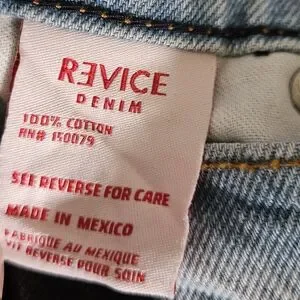 REVICE
DENIM
100% COTTON
RN# 150079
SEE REVERSE FOR CARE
MADE IN MEXICO
FABRIQUE AU MEXIQUE
VIT REVERSE POUR SOIN